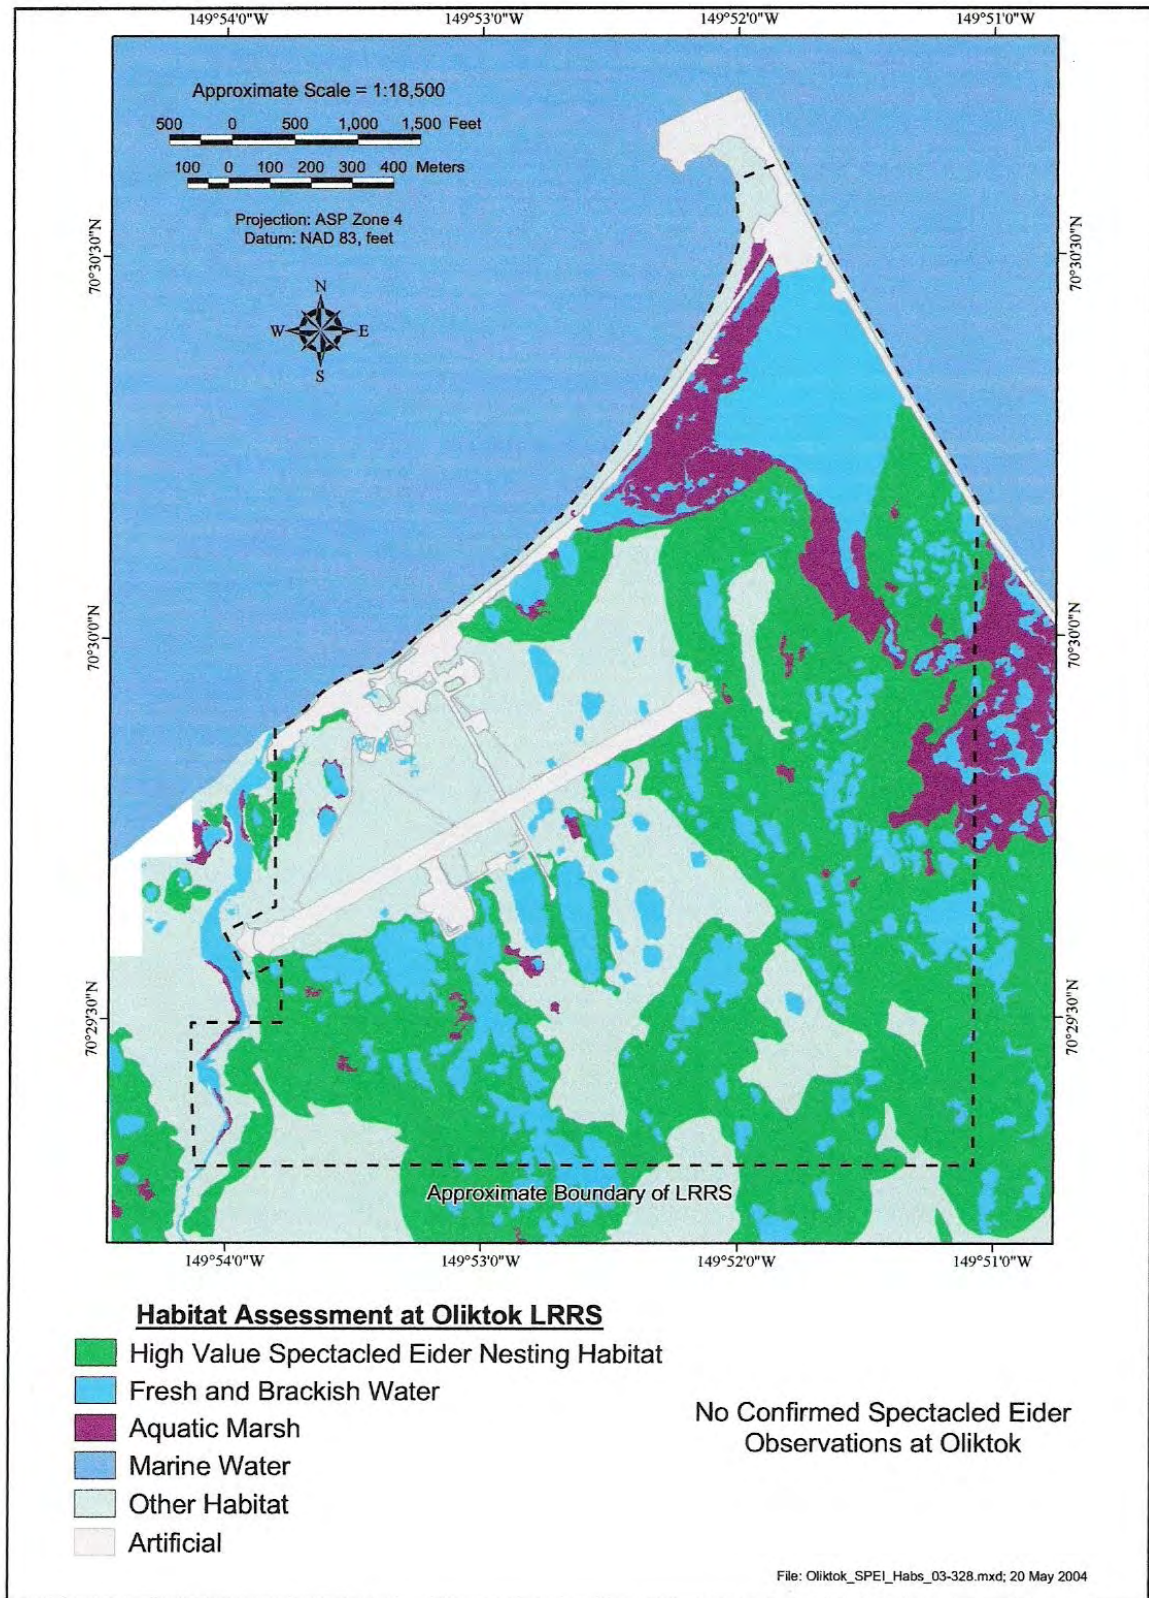 149°54'0"W 149°53'0"W 149°52'0"W 149°51'0"W
Approximate Scale = 1:18,500
500 0 500 1,000 1,500 Feet
100 0 100 200 300 400 Meters
Projection: ASP Zone 4
Datum: NAD 83, feet
N
W E
S
70°30'30"N 70°30'30"N
70°30'0"N 70°30'0"N
70°29'30"N 70°29'30"N
Approximate Boundary of LRRS
149°54'0"W 149°53'0"W 149°52'0"W 149°51'0"W
Habitat Assessment at Oliktok LRRS
High Value Spectacled Eider Nesting Habitat
Fresh and Brackish Water
Aquatic Marsh
Marine Water
Other Habitat
Artificial
No Confirmed Spectacled Eider
Observations at Oliktok
File: Oliktok_SPEI_Habs_03-328.mxd; 20 May 2004